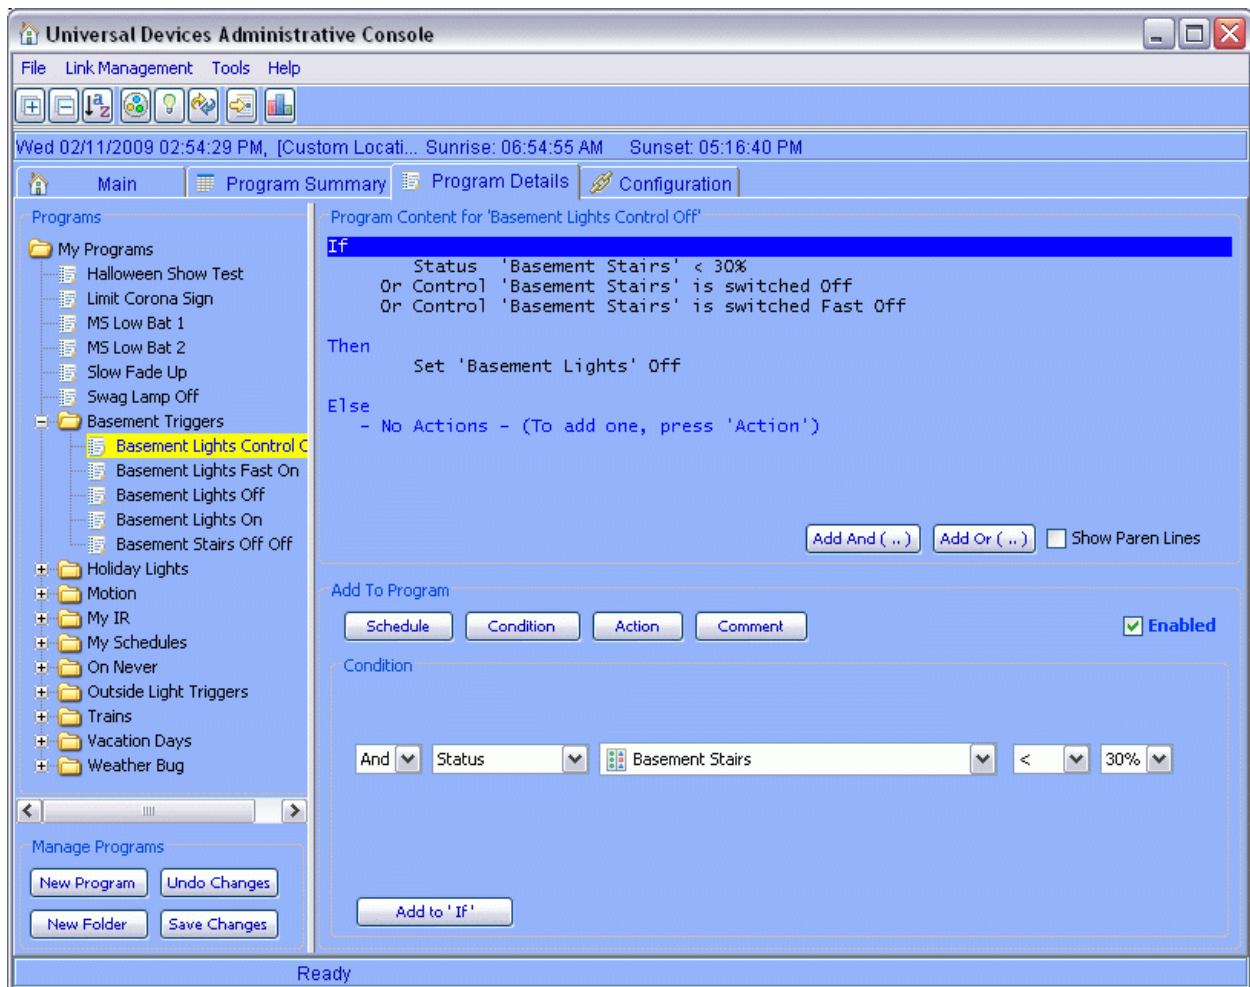 Universal Devices Administrative Console
File Link Management Tools Help
Wed 02/11/2009 02:54:29 PM, [Custom Locati... Sunrise: 06:54:55 AM Sunset: 05:16:40 PM
Main Program Summary Program Details Configuration
Programs
My Programs
Halloween Show Test
Limit Corona Sign
MS Low Bat 1
MS Low Bat 2
Slow Fade Up
Swag Lamp Off
Basement Triggers
Basement Lights Control
Basement Lights Fast On
Basement Lights Off
Basement Lights On
Basement Stairs Off Off
Holiday Lights
Motion
My IR
My Schedules
On Never
Outside Light Triggers
Trains
Vacation Days
Weather Bug
Manage Programs
New Program Undo Changes
New Folder Save Changes
Program Content for 'Basement Lights Control Off'
If
Status 'Basement Stairs' < 30%
Or Control 'Basement Stairs' is switched Off
Or Control 'Basement Stairs' is switched Fast Off
Then
Set 'Basement Lights' Off
Else
- No Actions - (To add one, press 'Action')
Add And ( .. ) Add Or ( .. ) Show Paren Lines
Add To Program
Schedule Condition Action Comment Enabled
Condition
And Status Basement Stairs < 30%
Add to ' If '
Ready